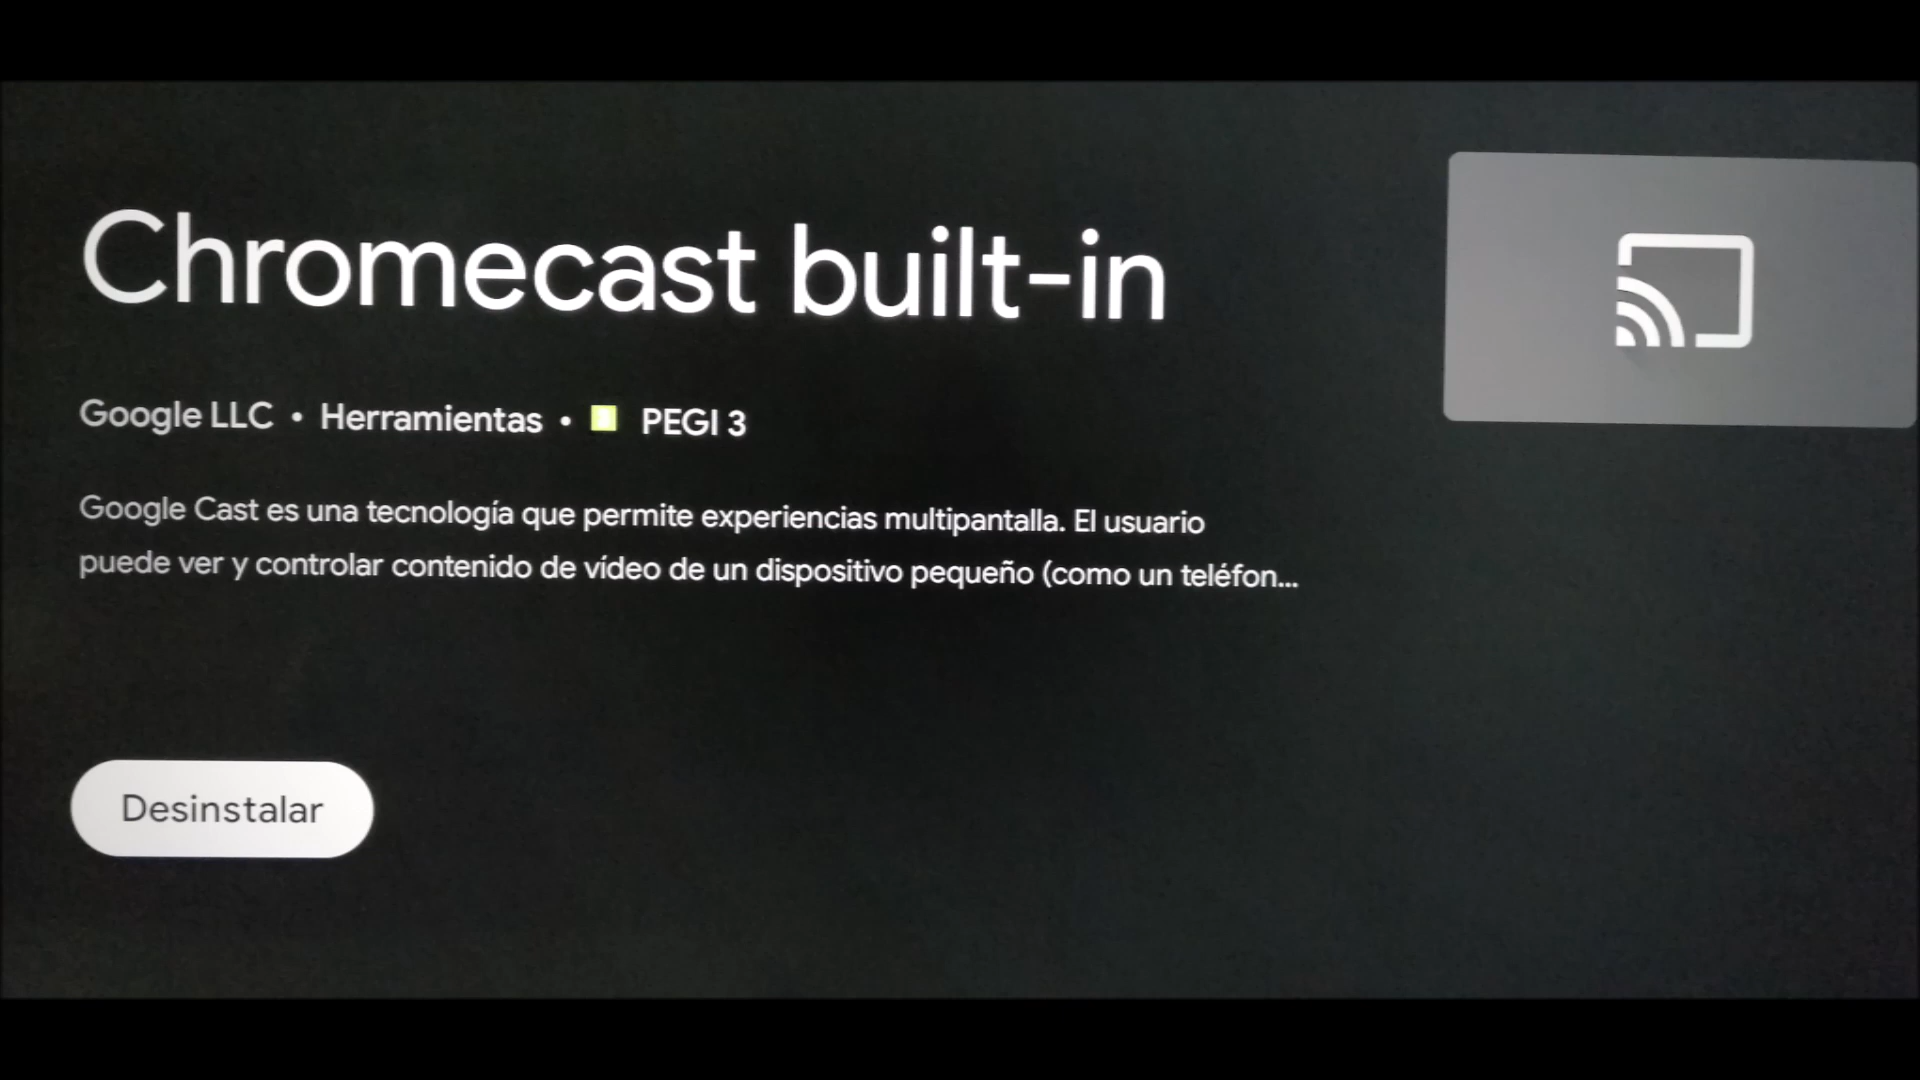 Chromecast built-in
Google LLC • Herramientas • PEGI 3
Google Cast es una tecnología que permite experiencias multipantalla. El usuario
puede ver y controlar contenido de vídeo de un dispositivo pequeño (como un teléfon...
Desinstalar